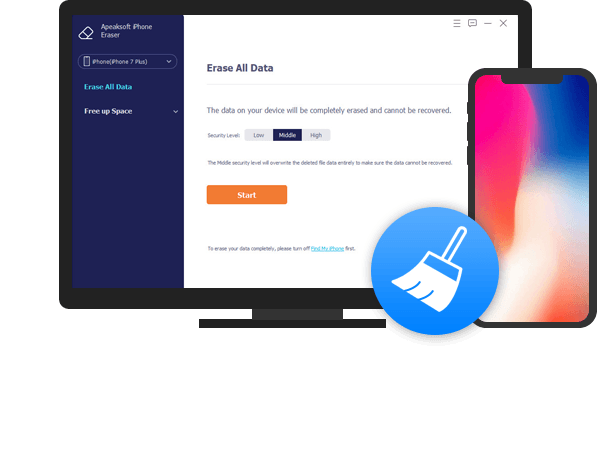 Apeaksoft iPhone
Eraser
iPhone(iPhone 7 Plus)
Erase All Data
Free up Space
Erase All Data
The data on your device will be completely erased and cannot be recovered.
Security Level:
Low
Middle
High
The Middle security level will overwrite the deleted file data entirely to make sure the data cannot be recovered.
Start
To erase your data completely, please turn off Find My iPhone first.